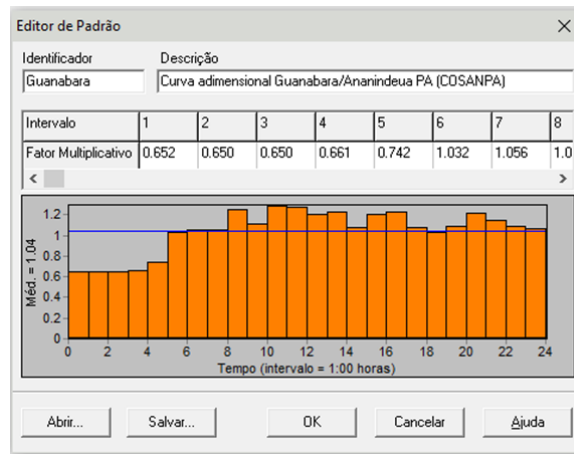 Editor de Padrão
Identificador Descrição
Guanabara Curva adimensional Guanabara/Ananindeua PA (COSANPA)
Intervalo 1 2 3 4 5 6 7 8
Fator Multiplicativo 0.652 0.650 0.650 0.661 0.742 1.032 1.056 1.0
1.2
1
0.8
0.6
0.4
0.2
0
Méd. = 1.04
0 2 4 6 8 10 12 14 16 18 20 22 24
Tempo (intervalo = 1:00 horas)
Abrir... Salvar... OK Cancelar Ajuda